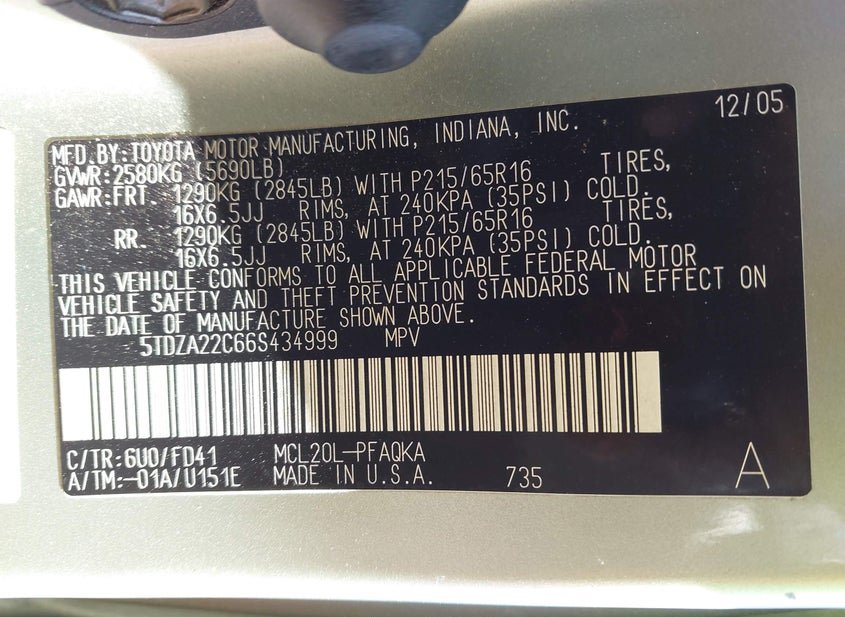 12/05
MFD.BY:TOYOTA MOTOR MANUFACTURING, INDIANA, INC.
GVWR:2580KG (5690LB)
GAWR:FRT. 1290KG (2845LB) WITH P215/65R16 TIRES,
16X6.5JJ RIMS, AT 240KPA (35PSI) COLD.
RR. 1290KG (2845LB) WITH P215/65R16 TIRES,
16X6.5JJ RIMS, AT 240KPA (35PSI) COLD.
THIS VEHICLE CONFORMS TO ALL APPLICABLE FEDERAL MOTOR
VEHICLE SAFETY AND THEFT PREVENTION STANDARDS IN EFFECT ON
THE DATE OF MANUFACTURE SHOWN ABOVE.
5TDZA22C66S434999 MPV
C/TR:6U0/FD41 MCL20L-PFAQKA
A/TM:-01A/U151E MADE IN U.S.A. 735 A